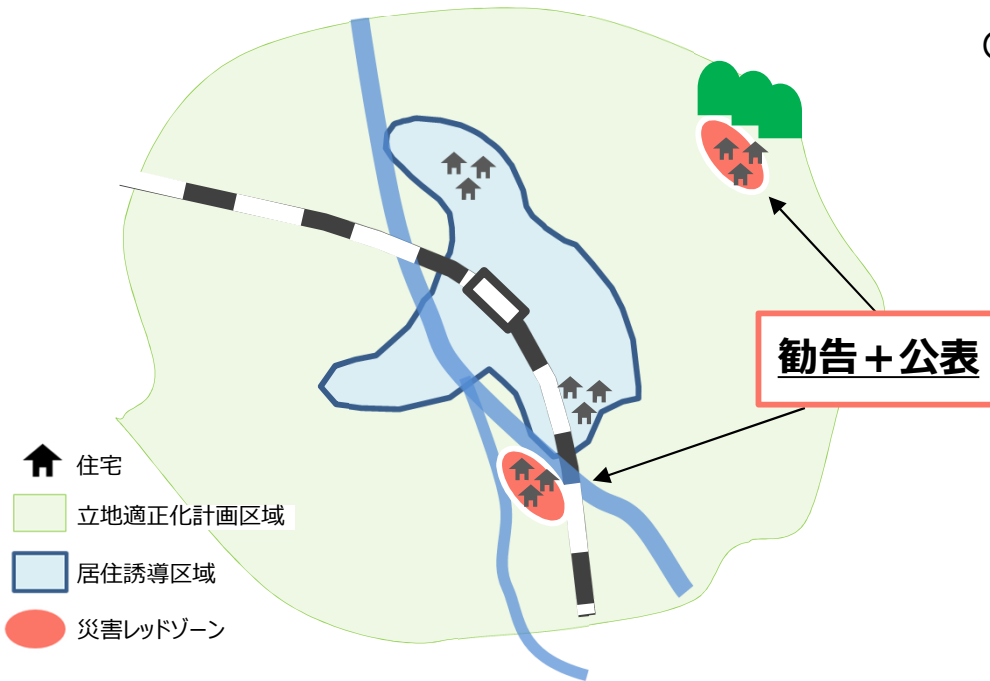 勧告+公表
住宅
立地適正化計画区域
居住誘導区域
災害レッドゾーン